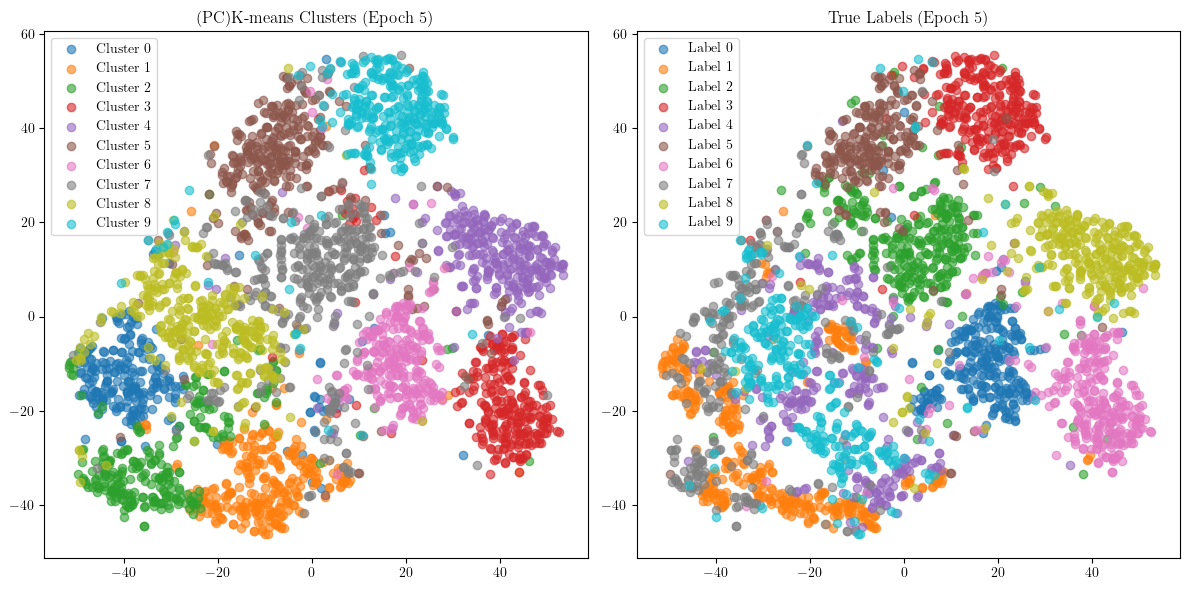 (PC)K-means Clusters (Epoch 5)
Cluster 0
Cluster 1
Cluster 2
Cluster 3
Cluster 4
Cluster 5
Cluster 6
Cluster 7
Cluster 8
Cluster 9
60
40
20
0
−20
−40
−40
−20
0
20
40
True Labels (Epoch 5)
Label 0
Label 1
Label 2
Label 3
Label 4
Label 5
Label 6
Label 7
Label 8
Label 9
60
40
20
0
−20
−40
−40
−20
0
20
40